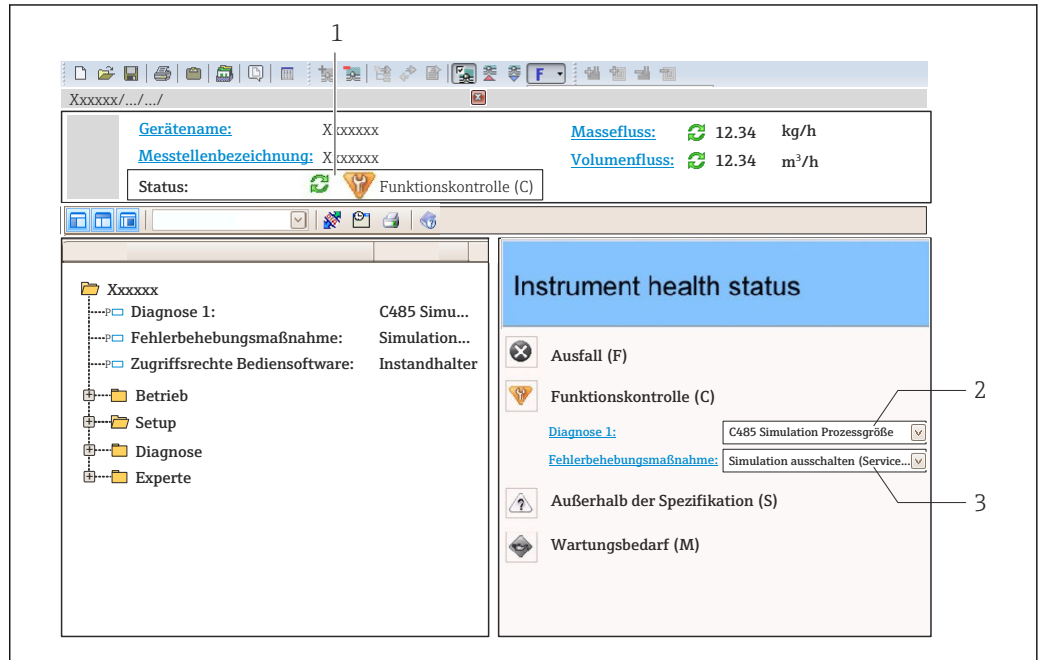 1
F
Xxxxxx/.../.../
Gerätename: Xxxxxxx Massefluss: 12.34 kg/h
Messtellenbezeichnung: Xxxxxxx Volumenfluss: 12.34 m³/h
Status: Funktionskontrolle (C)
Xxxxxx
Diagnose 1: C485 Simu...
Fehlerbehebungsmaßnahme: Simulation...
Zugriffsrechte Bediensoftware: Instandhalter
Betrieb
Setup
Diagnose
Experte
Instrument health status
Ausfall (F)
Funktionskontrolle (C)
2
Diagnose 1: C485 Simulation Prozessgröße
Fehlerbehebungsmaßnahme: Simulation ausschalten (Service...
Außerhalb der Spezifikation (S)
3
Wartungsbedarf (M)